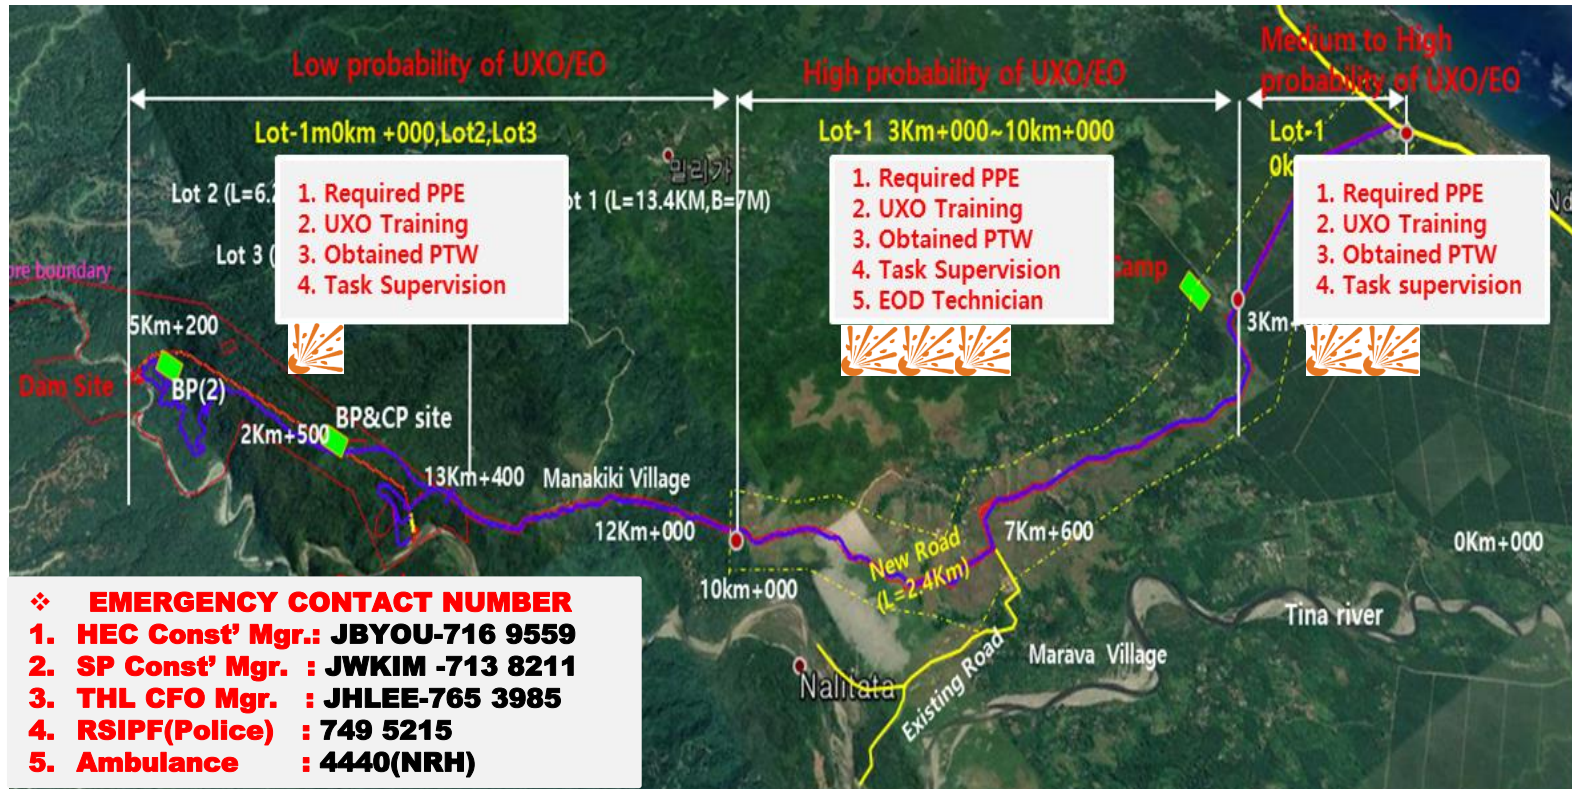 Low probability of UXO/EO
High probability of UXO/EO
Medium to High
probability of UXO/EO
Lot-1m0km +000,Lot2,Lot3
Lot-1  3Km+000~10km+000
Lot-1
0k
밀리가
Lot 2 (L=6.2
ot 1 (L=13.4KM,B=7M)
Lot 3 (
1. Required PPE
2. UXO Training
3. Obtained PTW
4. Task Supervision
1. Required PPE
2. UXO Training
3. Obtained PTW
4. Task Supervision
5. EOD Technician
1. Required PPE
2. UXO Training
3. Obtained PTW
4. Task supervision
Nd
boundary
Camp
5Km+200
3Km+
Dam Site
BP(2)
BP&CP site
2Km+500
13Km+400
Manakiki Village
12Km+000
7Km+600
0Km+000
New Road
(L=2.4Km)
10km+000
Tina river
Marava Village
Nalitata
Existing Road
❖ EMERGENCY CONTACT NUMBER
1. HEC Const' Mgr.: JBYOU-716 9559
2. SP Const' Mgr. : JWKIM -713 8211
3. THL CFO Mgr. : JHLEE-765 3985
4. RSIPF(Police) : 749 5215
5. Ambulance : 4440(NRH)